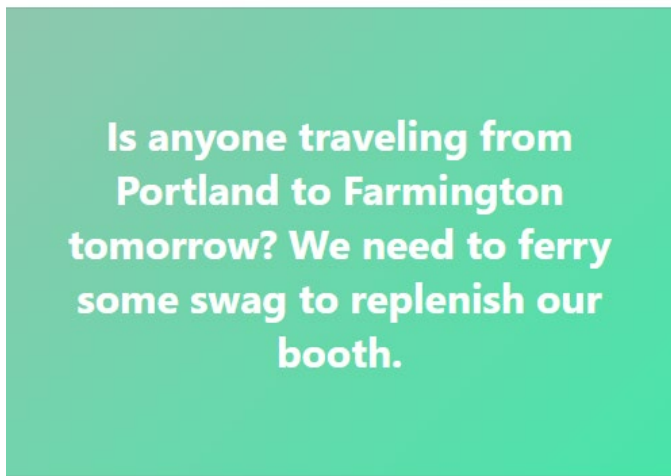 Is anyone traveling from
Portland to Farmington
tomorrow? We need to ferry
some swag to replenish our
booth.